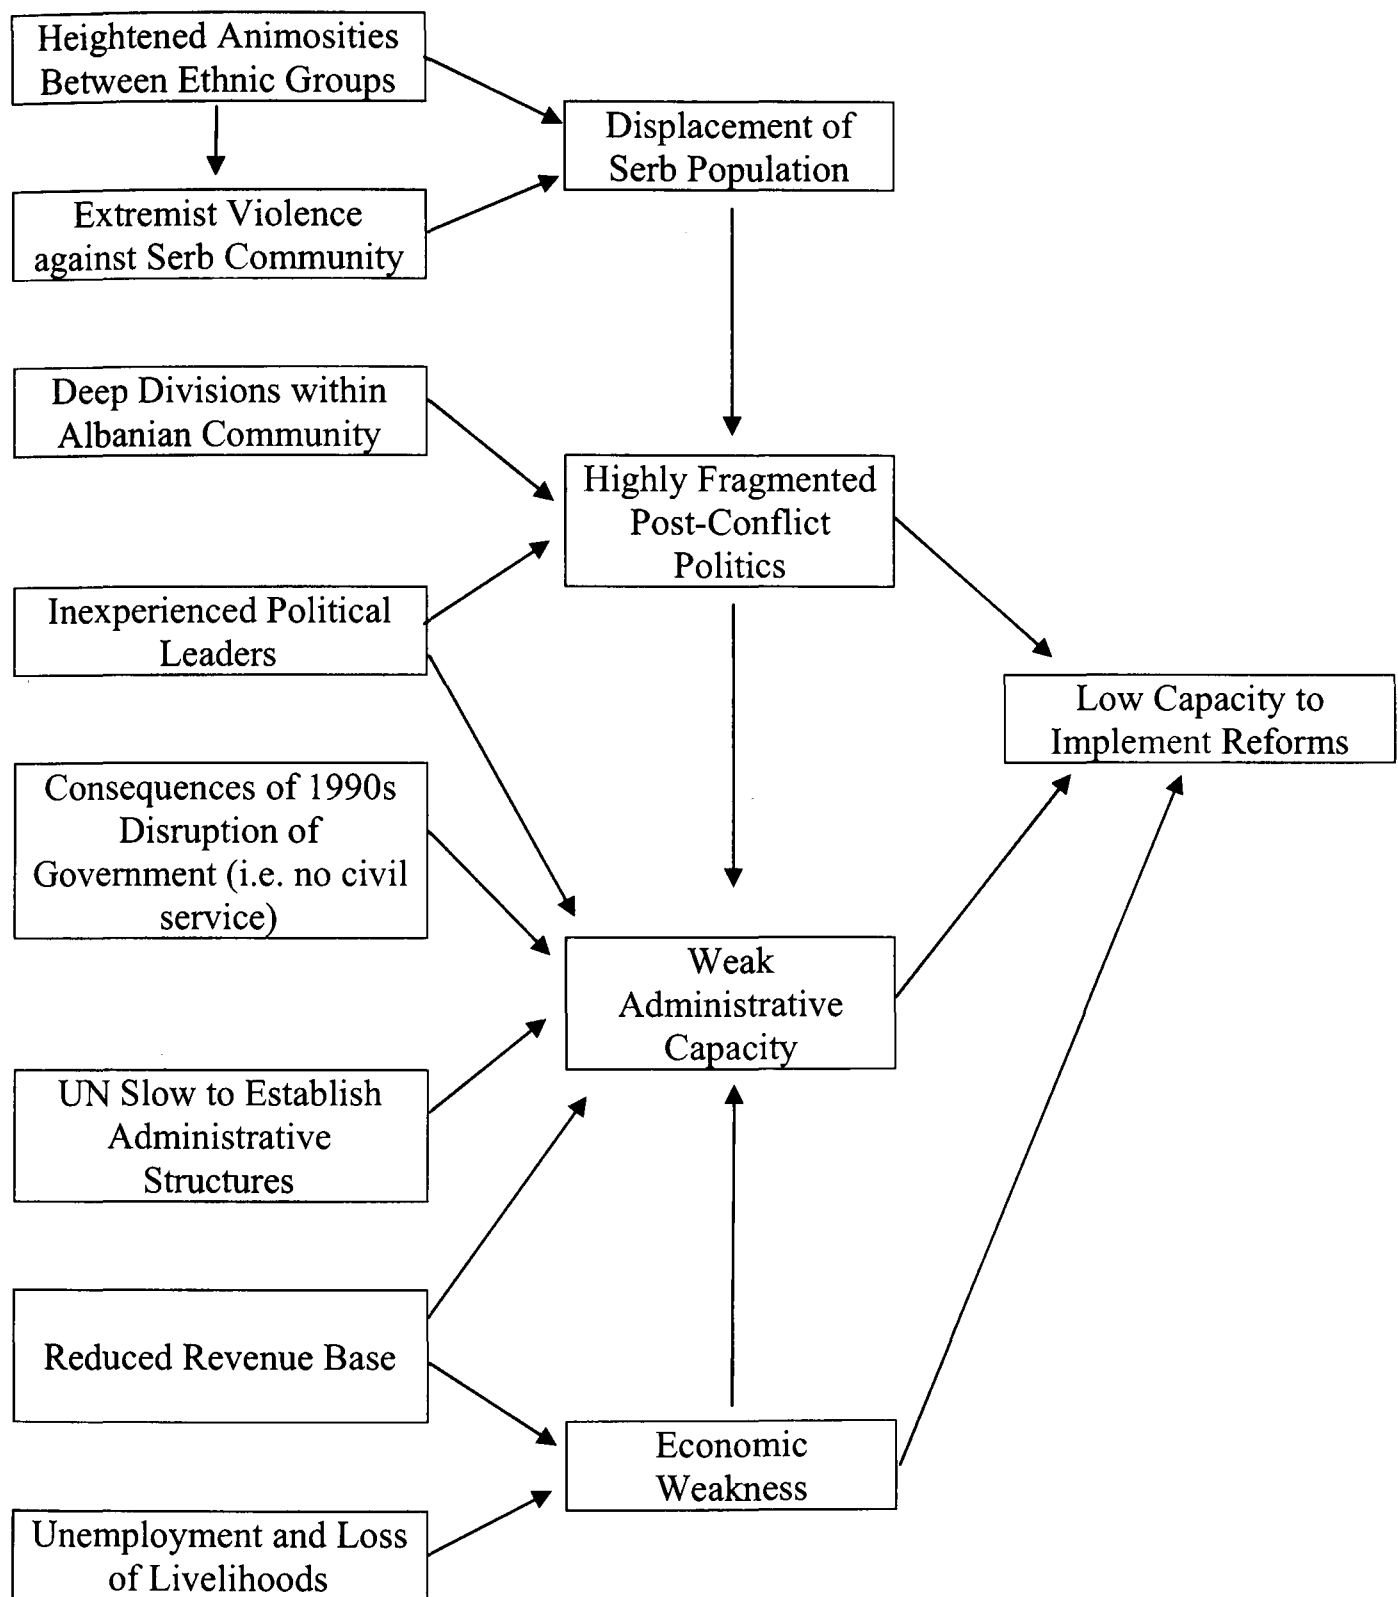 Heightened Animosities
Between Ethnic Groups
Displacement of
Serb Population
Extremist Violence
against Serb Community
Deep Divisions within
Albanian Community
Highly Fragmented
Post-Conflict
Politics
Inexperienced Political
Leaders
Low Capacity to
Implement Reforms
Consequences of 1990s
Disruption of
Government (i.e. no civil
service)
Weak
Administrative
Capacity
UN Slow to Establish
Administrative
Structures
Reduced Revenue Base
Economic
Weakness
Unemployment and Loss
of Livelihoods